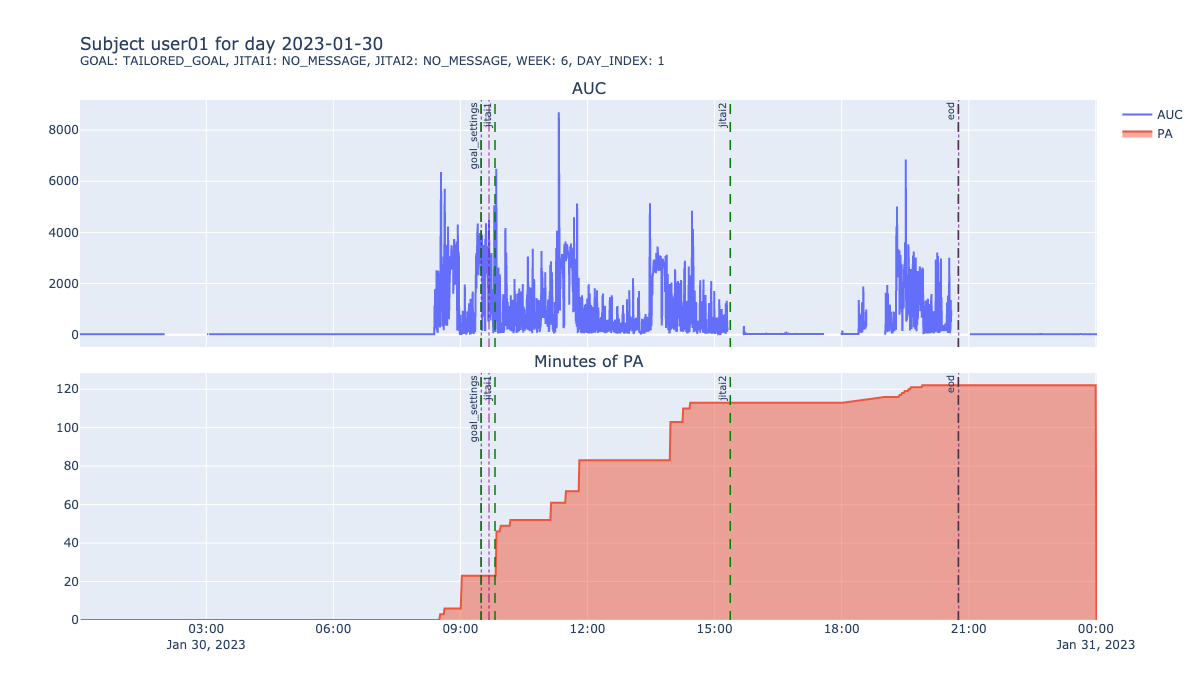 Subject user01 for day 2023-01-30
GOAL: TAILORED_GOAL, JITAI1: NO_MESSAGE, JITAI2: NO_MESSAGE, WEEK: 6, DAY_INDEX: 1
AUC
8000
6000
4000
2000
0
goal_settings
jitai1
jitai2
eod
AUC
PA
Minutes of PA
120
100
80
60
40
20
0
goal_settings
jitai1
jitai2
eod
03:00 06:00 09:00 12:00 15:00 18:00 21:00 00:00
Jan 30, 2023 Jan 31, 2023